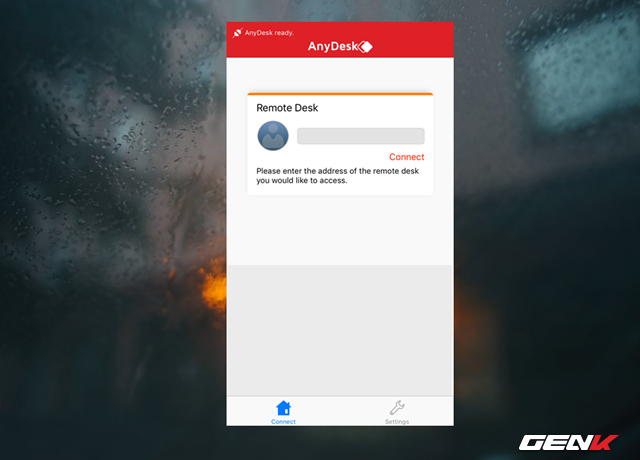 AnyDesk ready.
AnyDesk
Remote Desk
Connect
Please enter the address of the remote desk
you would like to access.
Connect
Settings
GENK